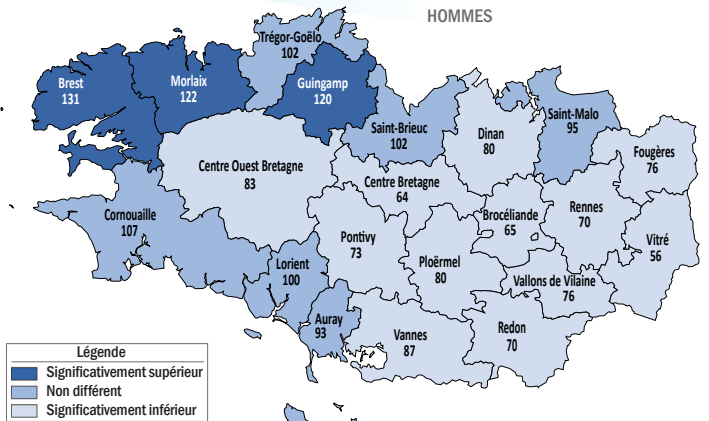 HOMMES
Trégor-Goëlo
102
Brest
131
Morlaix
122
Guingamp
120
Saint-Brieuc
102
Dinan
80
Saint-Malo
95
Fougères
76
Centre Ouest Bretagne
83
Centre Bretagne
64
Brocéliande
65
Rennes
70
Vitré
56
Cornouaille
107
Pontivy
73
Ploërmel
80
Lorient
100
Vallons de Vilaine
76
Auray
93
Vannes
87
Redon
70
Légende
Significativement supérieur
Non différent
Significativement inférieur